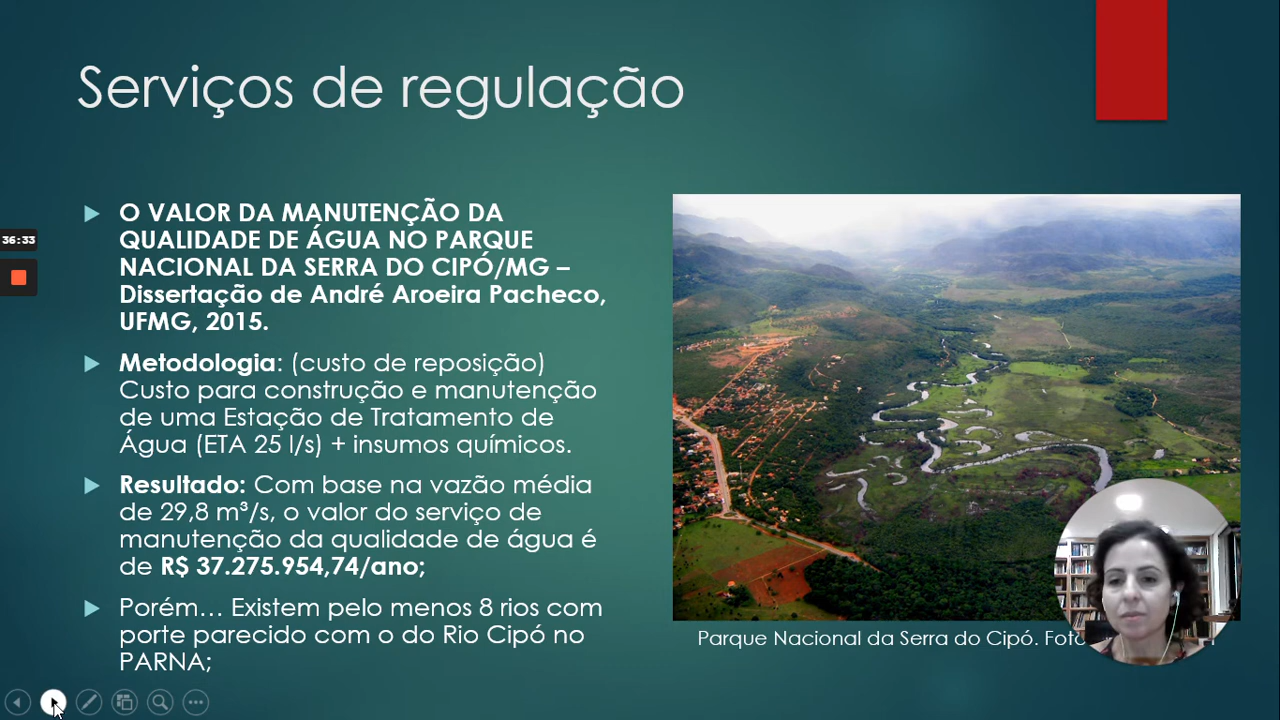 Serviços de regulação
O VALOR DA MANUTENÇÃO DA
QUALIDADE DE ÁGUA NO PARQUE
NACIONAL DA SERRA DO CIPÓ/MG –
Dissertação de André Aroeira Pacheco,
UFMG, 2015.
Metodologia: (custo de reposição)
Custo para construção e manutenção
de uma Estação de Tratamento de
Água (ETA 25 l/s) + insumos químicos.
Resultado: Com base na vazão média
de 29,8 m³/s, o valor do serviço de
manutenção da qualidade de água é
de R$ 37.275.954,74/ano;
Porém... Existem pelo menos 8 rios com
porte parecido com o do Rio Cipó no
PARNA;
36:33
Parque Nacional da Serra do Cipó.